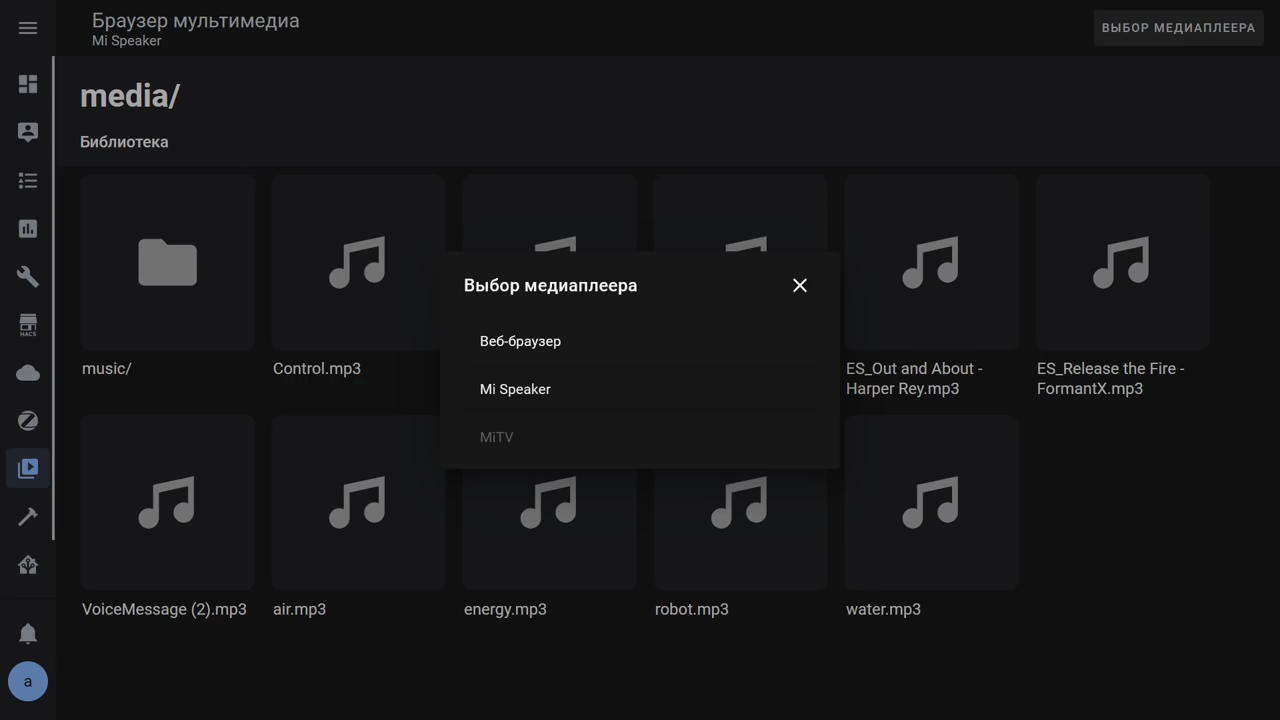 Браузер мультимедиа
Mi Speaker
ВЫБОР МЕДИАПЛЕЕРА
media/
Библиотека
HACS
Выбор медиаплеера
Веб-браузер
Mi Speaker
MiTV
music/
Control.mp3
ES_Out and About -
Harper Rey.mp3
ES_Release the Fire -
FormantX.mp3
VoiceMessage (2).mp3
air.mp3
energy.mp3
robot.mp3
water.mp3
a